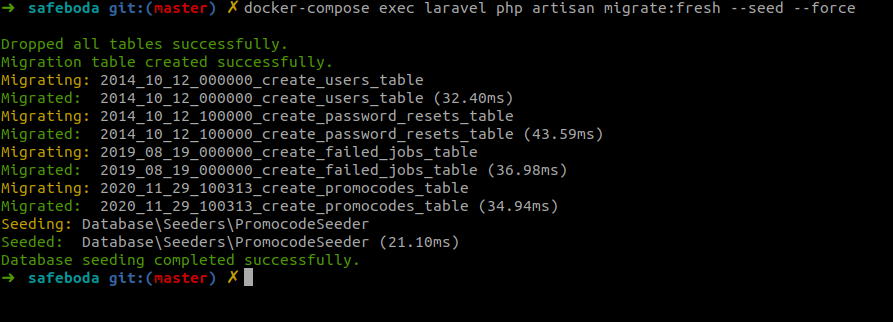 ➜  safeboda git:(master) ✗ docker-compose exec laravel php artisan migrate:fresh --seed --force
Dropped all tables successfully.
Migration table created successfully.
Migrating: 2014_10_12_000000_create_users_table
Migrated:  2014_10_12_000000_create_users_table (32.40ms)
Migrating: 2014_10_12_100000_create_password_resets_table
Migrated:  2014_10_12_100000_create_password_resets_table (43.59ms)
Migrating: 2019_08_19_000000_create_failed_jobs_table
Migrated:  2019_08_19_000000_create_failed_jobs_table (36.98ms)
Migrating: 2020_11_29_100313_create_promocodes_table
Migrated:  2020_11_29_100313_create_promocodes_table (34.94ms)
Seeding: Database\Seeders\PromocodeSeeder
Seeded:  Database\Seeders\PromocodeSeeder (21.10ms)
Database seeding completed successfully.
➜  safeboda git:(master) ✗